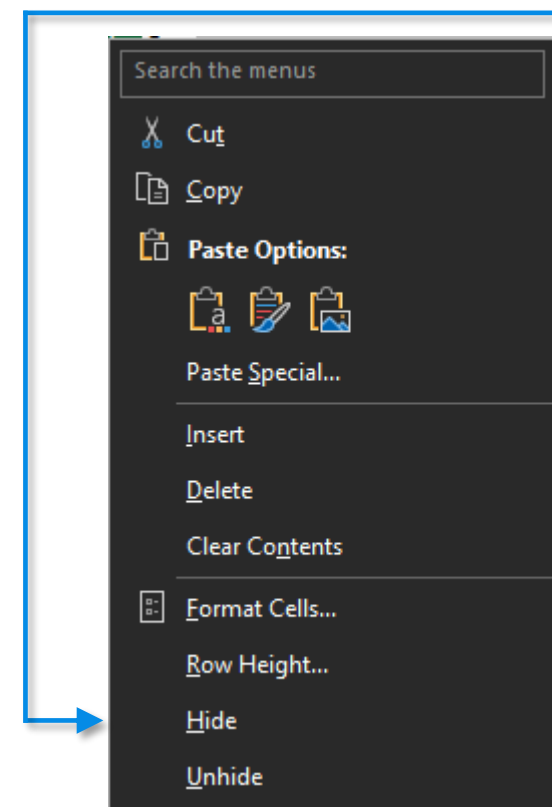 Search the menus
Cut
Copy
Paste Options:
a
Paste Special...
Insert
Delete
Clear Contents
Format Cells...
Row Height...
Hide
Unhide